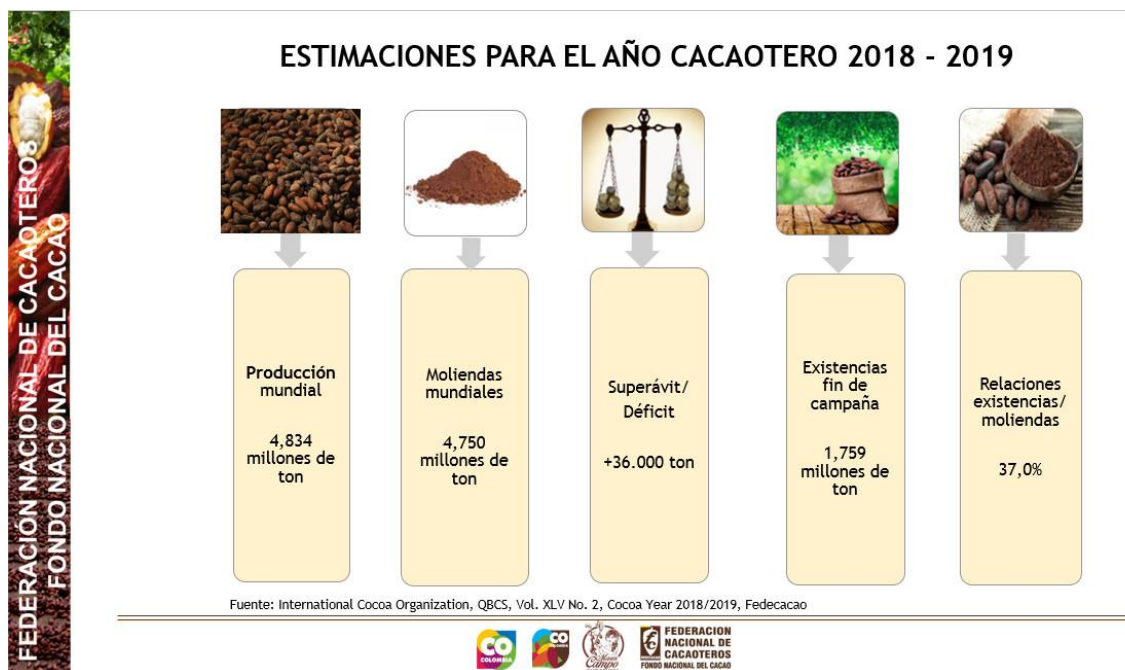 FEDERACIÓN NACIONAL DE CACAOTEROS
FONDO NACIONAL DEL CACAO
ESTIMACIONES PARA EL AÑO CACAOTERO 2018 - 2019
Producción
mundial
4,834
millones de
ton
Moliendas
mundiales
4,750
millones de
ton
Superávit/
Déficit
+36.000 ton
Existencias
fin de
campaña
1,759
millones de
ton
Relaciones
existencias/
moliendas
37,0%
Fuente: International Cocoa Organization, QBCS, Vol. XLV No. 2, Cocoa Year 2018/2019, Fedecacao
CO
COLOMBIA
CO
Campo
FEDERACION
NACIONAL DE
CACAOTEROS
FONDO NACIONAL DEL CACAO